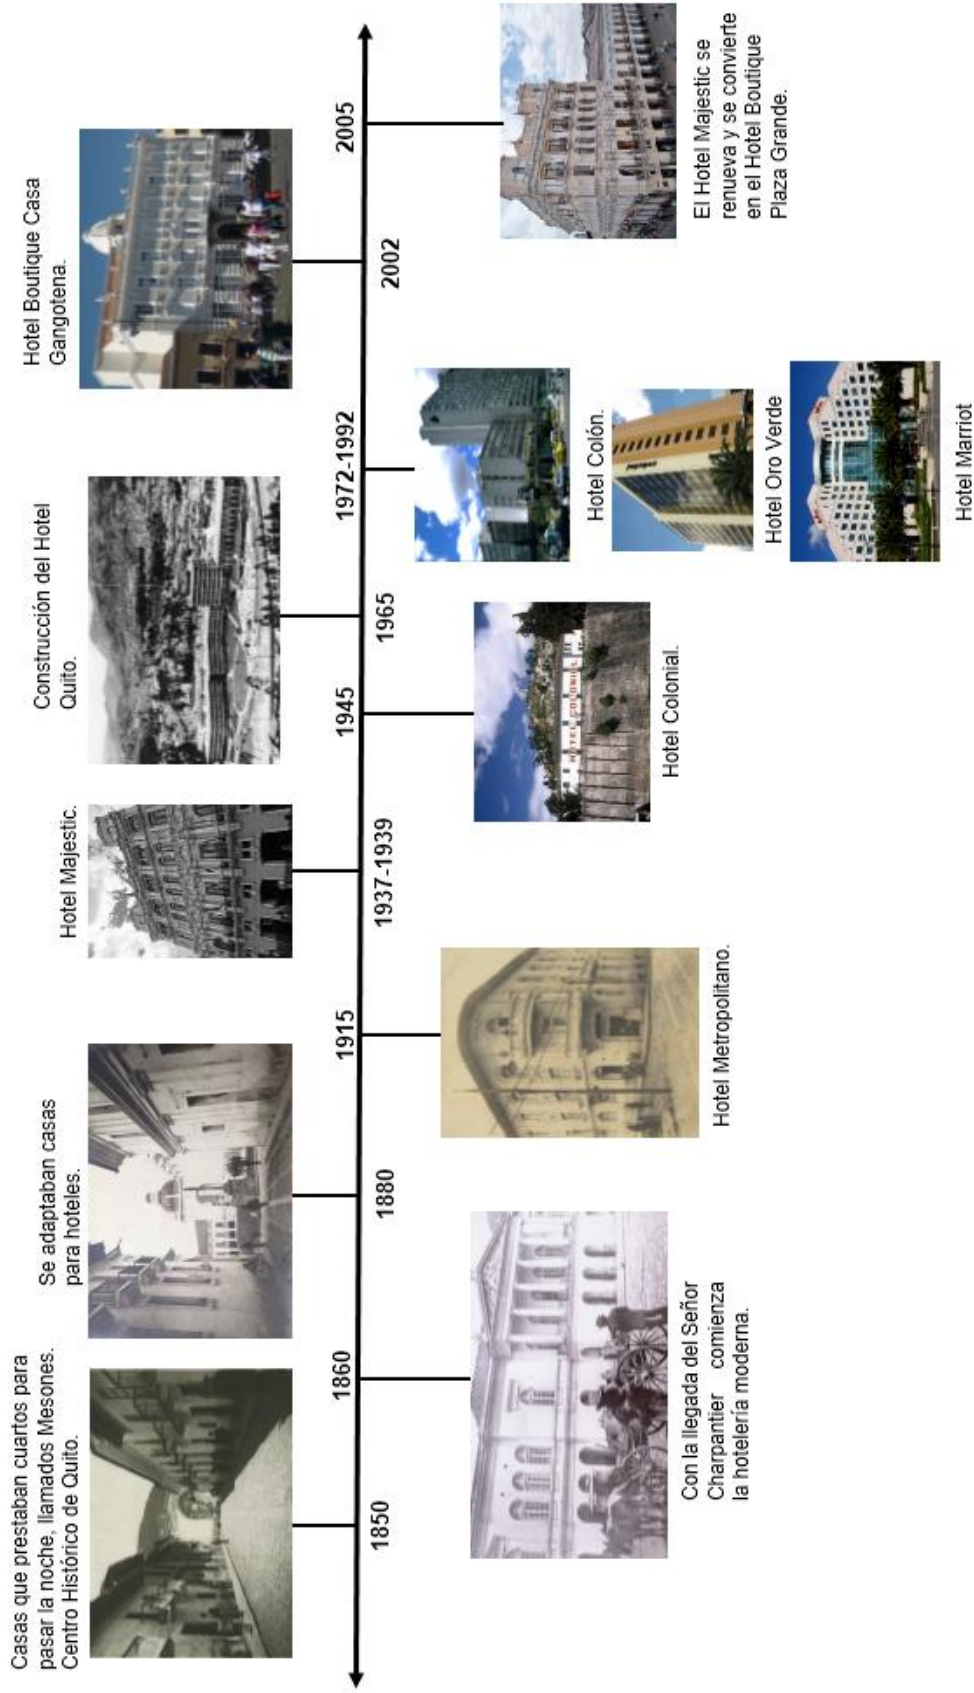 Casas que prestaban cuartos para
pasar la noche, llamados Mesones.
Centro Histórico de Quito.
1850
1860
Con la llegada del Señor
Charpantier comienza
la hotelería moderna.
Se adaptaban casas
para hoteles.
1880
1915
Hotel Metropolitano.
Hotel Majestic.
1937-1939
1945
HOTEL COLONIAL
Hotel Colonial.
Construcción del Hotel
Quito.
1965
1972-1992
Hotel Colón.
Hotel Oro Verde
Hotel Marriot
Hotel Boutique Casa
Gangotena.
2002
2005
El Hotel Majestic se
renueva y se convierte
en el Hotel Boutique
Plaza Grande.